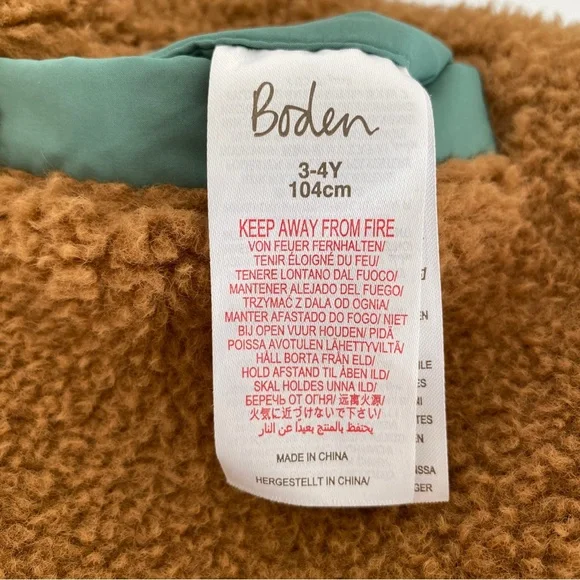 Boden
3-4Y
104cm
KEEP AWAY FROM FIRE
VON FEUER FERNHALTEN/
TENIR ÉLOIGNÉ DU FEU/
TENERE LONTANO DAL FUOCO/
MANTENER ALEJADO DEL FUEGO/
TRZYMAĆ Z DALA OD OGNIA/
MANTER AFASTADO DO FOGO/ NIET
BIJ OPEN VUUR HOUDEN/ PIDÄ
POISSA AVOTULEN LÄHETTYVILTÄ/
HÅLL BORTA FRÅN ELD/
HOLD AFSTAND TIL ÅBEN ILD/
SKAL HOLDES UNNA ILD/
БЕРЕЧЬ ОТ ОГНЯ/ 远离火源/
火気に近づけないで下さい/
يحتفظ بالمنتج بعيداً عن النار/
MADE IN CHINA
HERGESTELLT IN CHINA/